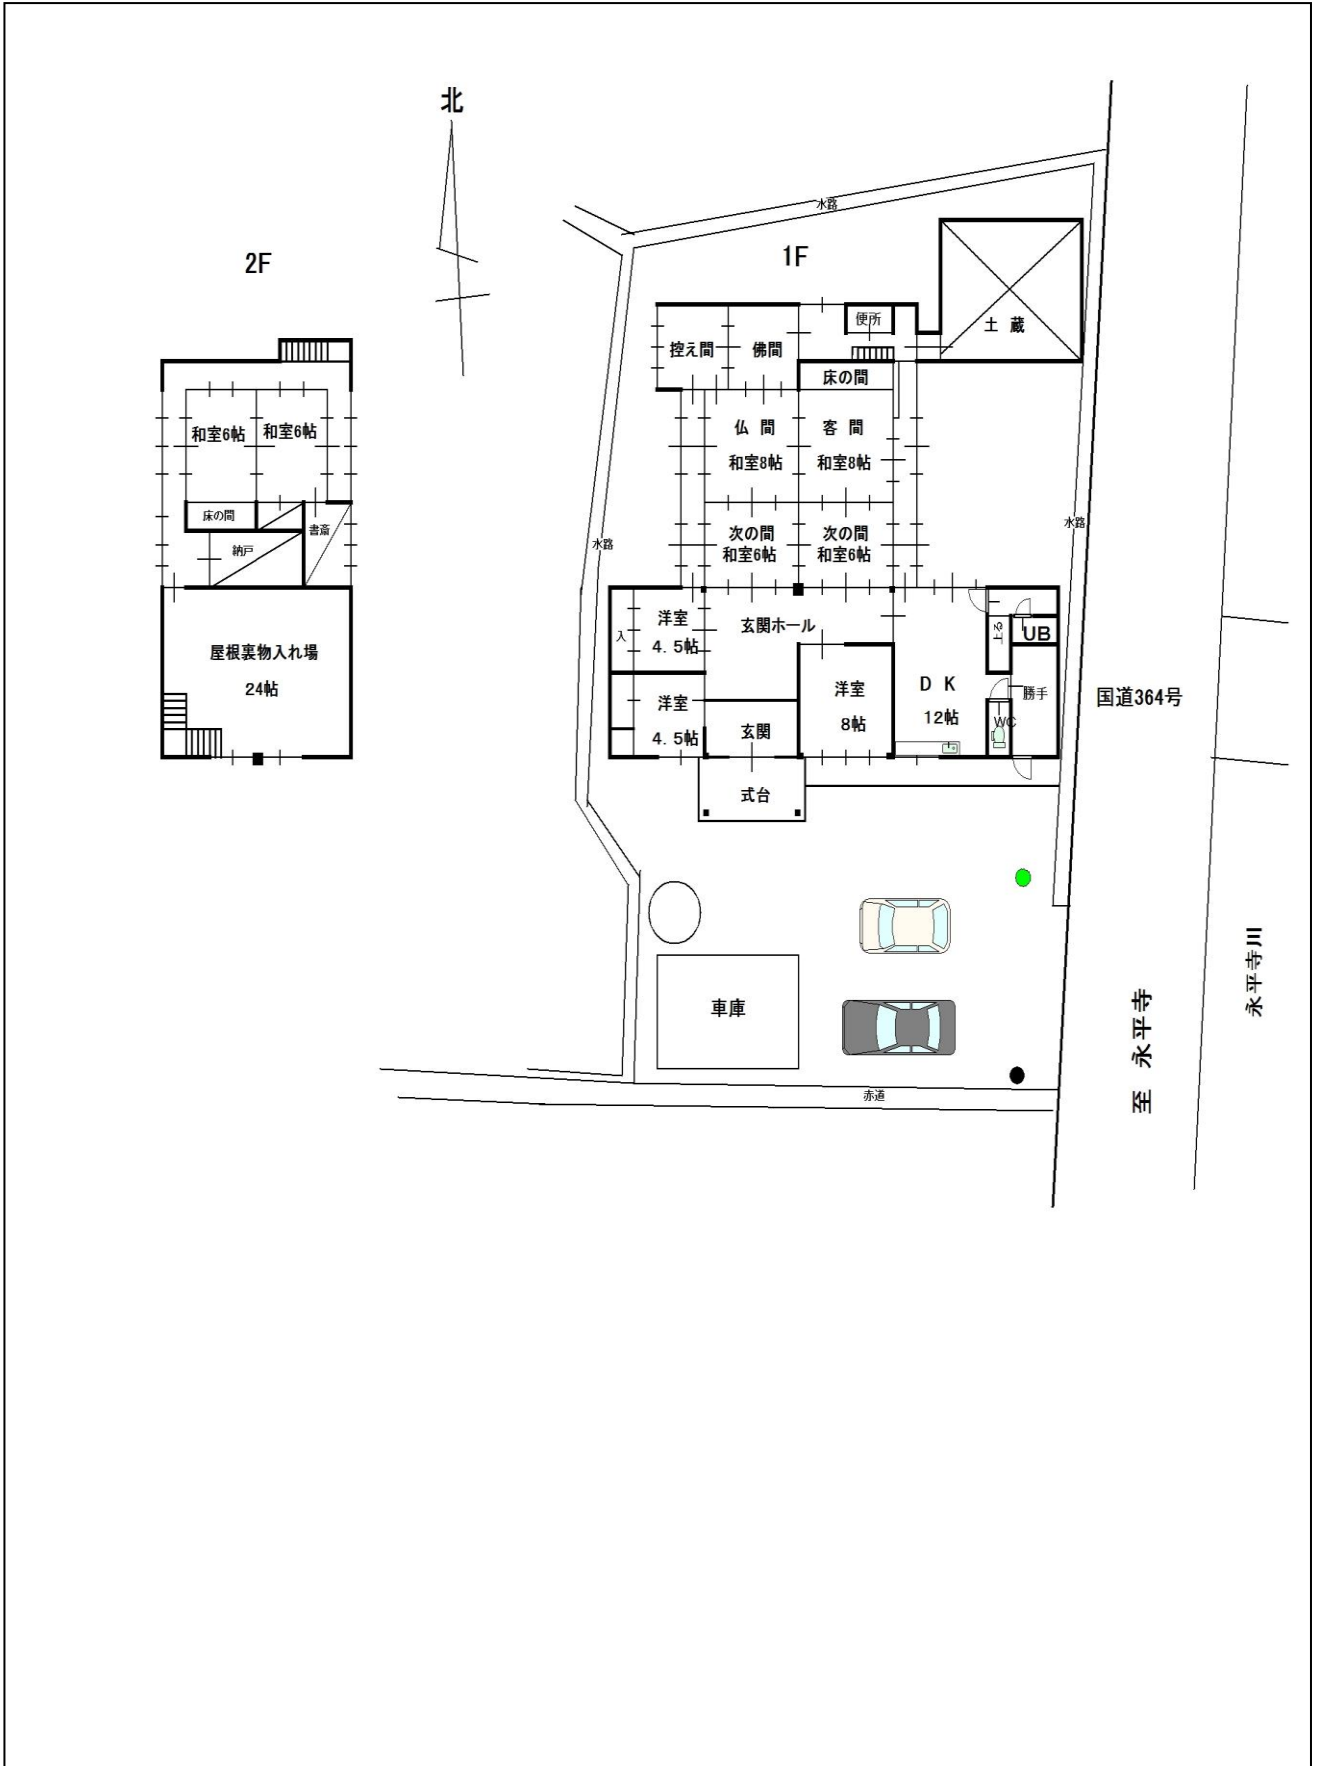 北
2F
1F
水路
土 蔵
便所
控え間
佛間
床の間
仏 間
和室8帖
客 間
和室8帖
次の間
和室6帖
次の間
和室6帖
和室6帖
和室6帖
床の間
書斎
納戸
屋根裏物入れ場
24帖
水路
水路
入
洋室
4.5帖
玄関ホール
上る
UB
洋室
4.5帖
玄関
洋室
8帖
D K
12帖
WC
勝手
国道364号
式台
車庫
赤道
至 永平寺
永平寺川